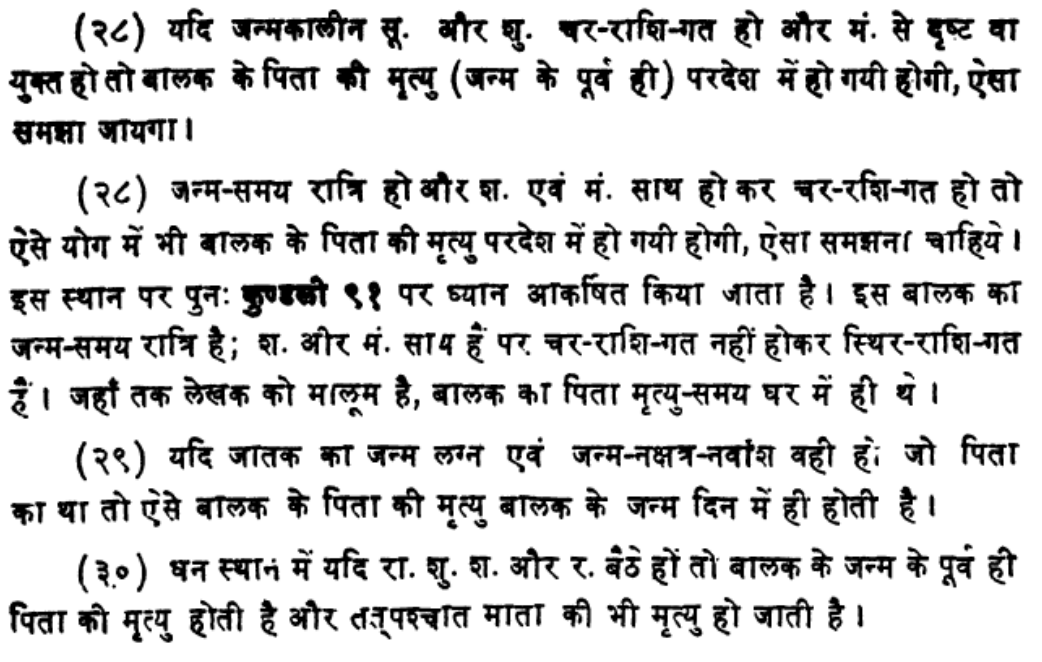 (२८) यदि जन्मकालीन सू. और शु. चर-राशि-गत हो और मं. से दृष्ट वा
युक्त हो तो बालक के पिता की मृत्यु (जन्म के पूर्व ही) परदेश में हो गयी होगी, ऐसा
समझा जायगा।
(२८) जन्म-समय रात्रि हो और श. एवं मं. साथ हो कर चर-रशि-गत हो तो
ऐसे योग में भी बालक के पिता की मृत्यु परदेश में हो गयी होगी, ऐसा समझना चाहिये।
इस स्थान पर पुनः कुण्डली ९१ पर ध्यान आकर्षित किया जाता है। इस बालक का
जन्म-समय रात्रि है; श. और मं. साथ हैं पर चर-राशि-गत नहीं होकर स्थिर-राशि-गत
हैं। जहाँ तक लेखक को मालूम है, बालक का पिता मृत्यु-समय घर में ही थे।
(२९) यदि जातक का जन्म लग्न एवं जन्म-नक्षत्र-नवांश वही हो जो पिता
का था तो ऐसे बालक के पिता की मृत्यु बालक के जन्म दिन में ही होती है।
(३०) धन स्थान में यदि रा. शु. श. और र. बैठे हों तो बालक के जन्म के पूर्व ही
पिता की मृत्यु होती है और तत्पश्चात माता की भी मृत्यु हो जाती है।